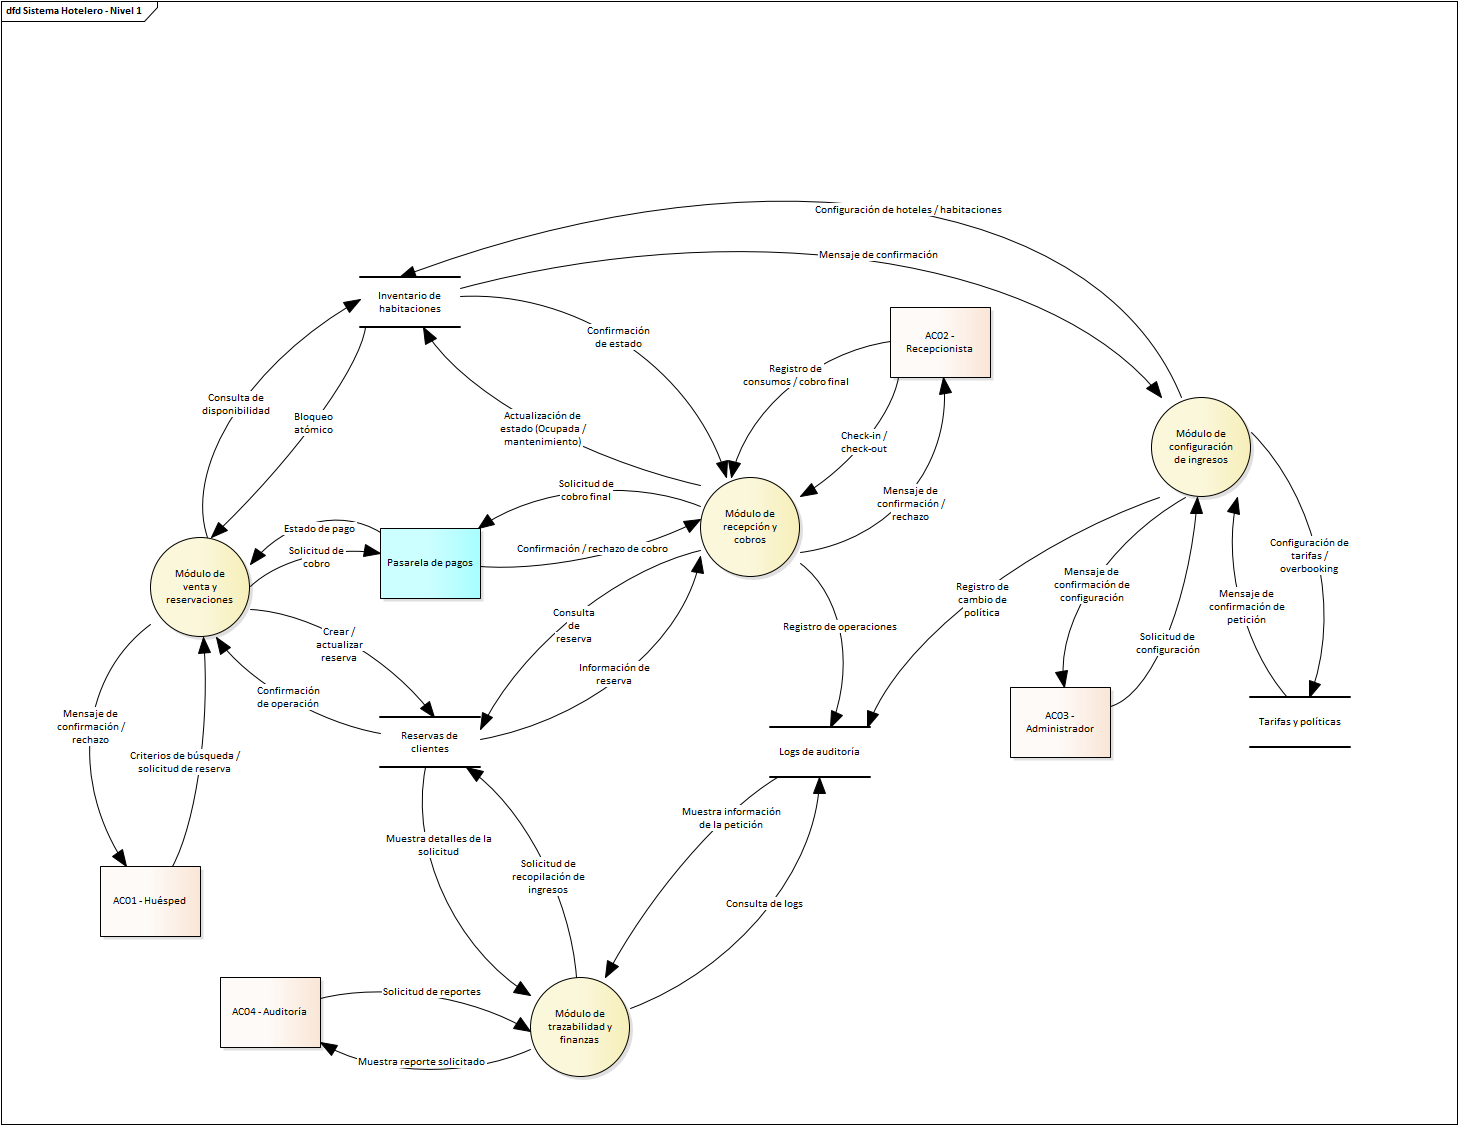 dfd Sistema Hotelero - Nivel 1
Configuración de hoteles / habitaciones
Mensaje de confirmación
Inventario de
habitaciones
Confirmación
de estado
AC02 -
Recepcionista
Registro de
consumos / cobro final
Consulta de
disponibilidad
Bloqueo
atómico
Actualización de
estado (Ocupada /
mantenimiento)
Check-in /
check-out
Módulo de
configuración
de ingresos
Solicitud de
cobro final
Mensaje de
confirmación /
rechazo
Módulo de
recepción y
cobros
Estado de pago
Solicitud de
cobro
Pasarela de pagos
Confirmación / rechazo de cobro
Configuración de
tarifas /
overbooking
Módulo de
venta y
reservaciones
Mensaje de
confirmación de
configuración
Registro de
cambio de
política
Mensaje de
confirmación de
petición
Consulta
de
reserva
Registro de operaciones
Crear /
actualizar
reserva
Solicitud de
configuración
Información de
reserva
Confirmación
de operación
Mensaje de
confirmación /
rechazo
AC03 -
Administrador
Tarifas y políticas
Reservas de
clientes
Logs de auditoría
Criterios de búsqueda /
solicitud de reserva
Muestra información
de la petición
Muestra detalles de la
solicitud
Solicitud de
recopilación de
ingresos
AC01 - Huésped
Consulta de logs
Solicitud de reportes
AC04 - Auditoría
Módulo de
trazabilidad y
finanzas
Muestra reporte solicitado